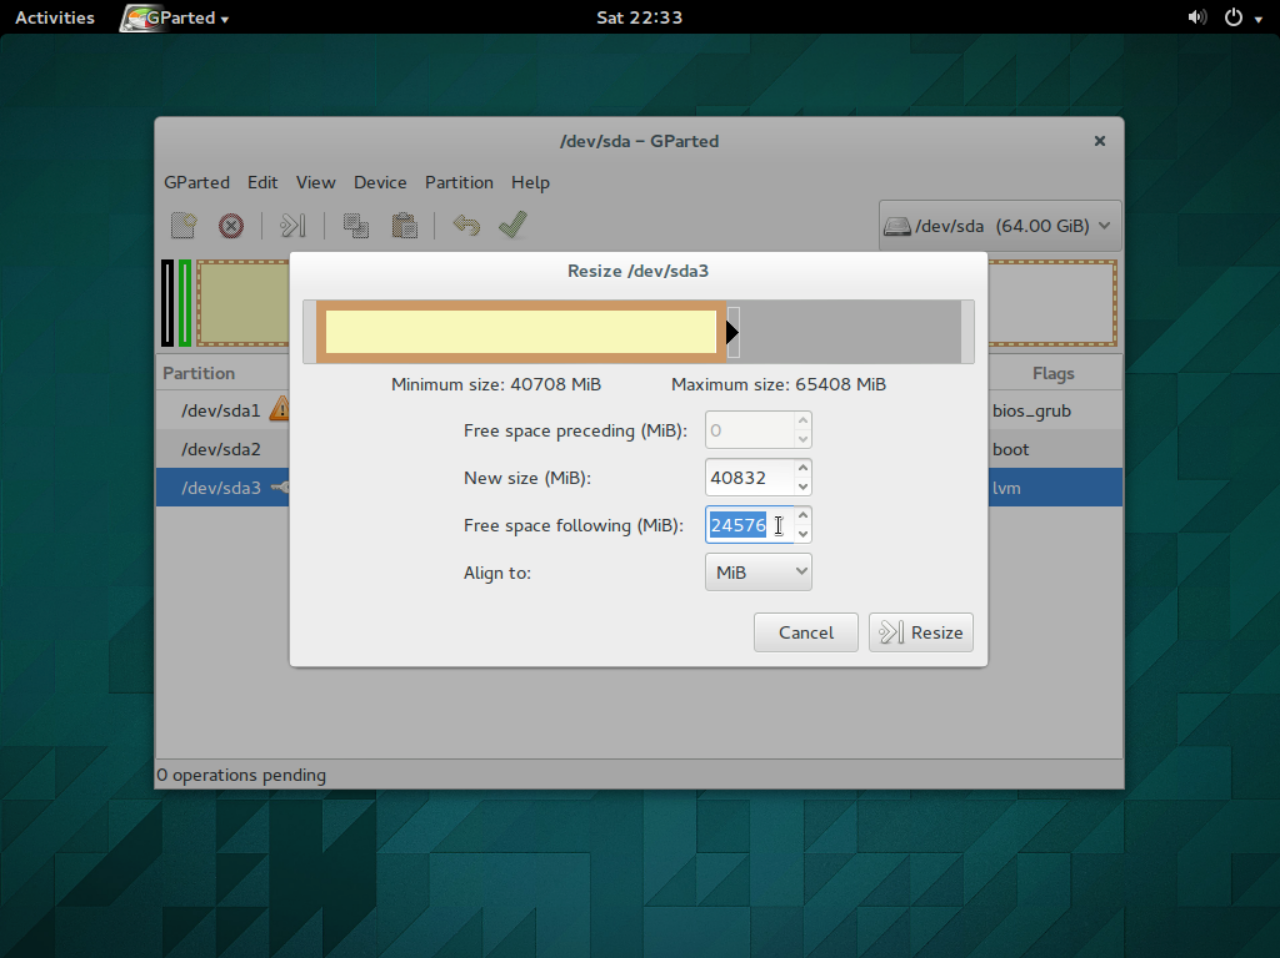 Activities GParted Sat 22:33
/dev/sda – GParted
GParted Edit View Device Partition Help
/dev/sda (64.00 GiB)
Resize /dev/sda3
Minimum size: 40708 MiB Maximum size: 65408 MiB
Partition Flags
/dev/sda1 bios_grub
/dev/sda2 boot
/dev/sda3 lvm
Free space preceding (MiB): 0
New size (MiB): 40832
Free space following (MiB): 24576
Align to: MiB
Cancel Resize
0 operations pending